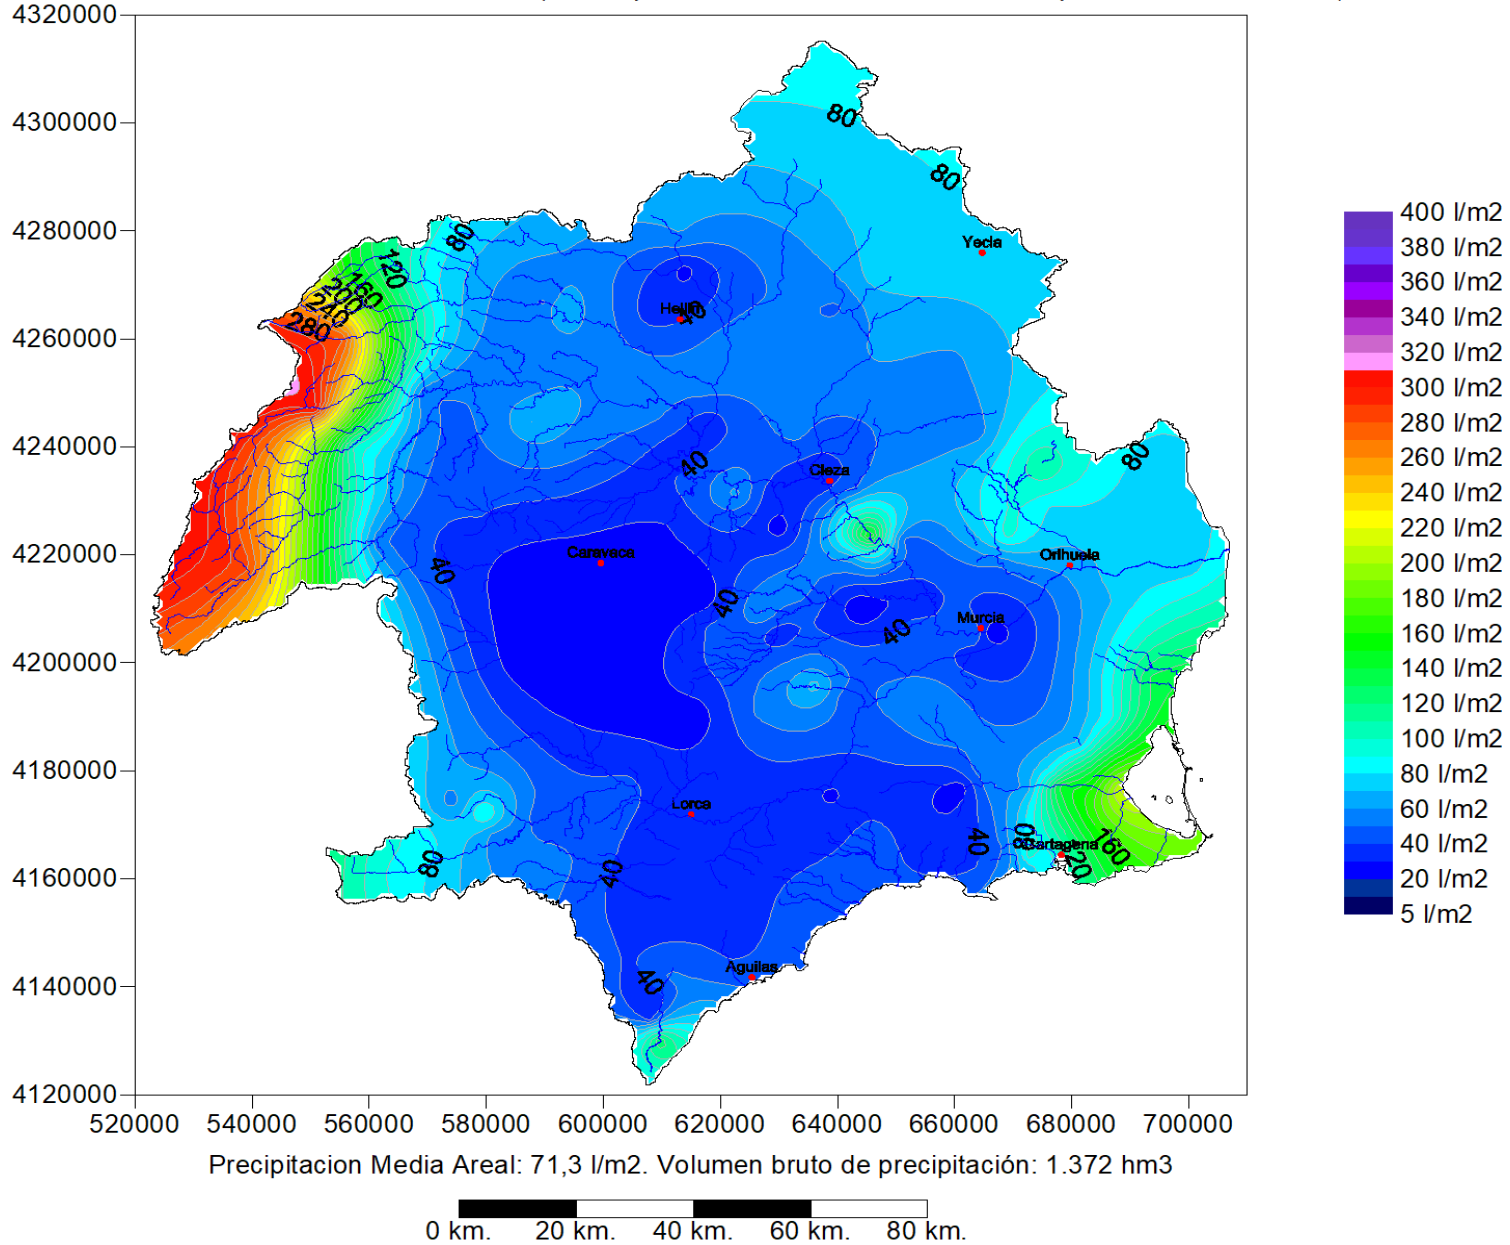 4320000
4300000
4280000
4260000
4240000
4220000
4200000
4180000
4160000
4140000
4120000
520000 540000 560000 580000 600000 620000 640000 660000 680000 700000
80
80
Yecla
80
120
160
200
240
280
Hellin
40
40
Cieza
80
Caravaca
40
40
Orihuela
Murcia
40
Lorca
80
40
40
80
Cartagena
120
160
Aguilas
40
400 l/m2
380 l/m2
360 l/m2
340 l/m2
320 l/m2
300 l/m2
280 l/m2
260 l/m2
240 l/m2
220 l/m2
200 l/m2
180 l/m2
160 l/m2
140 l/m2
120 l/m2
100 l/m2
80 l/m2
60 l/m2
40 l/m2
20 l/m2
5 l/m2
Precipitacion Media Areal: 71,3 l/m2. Volumen bruto de precipitación: 1.372 hm3
0 km. 20 km. 40 km. 60 km. 80 km.